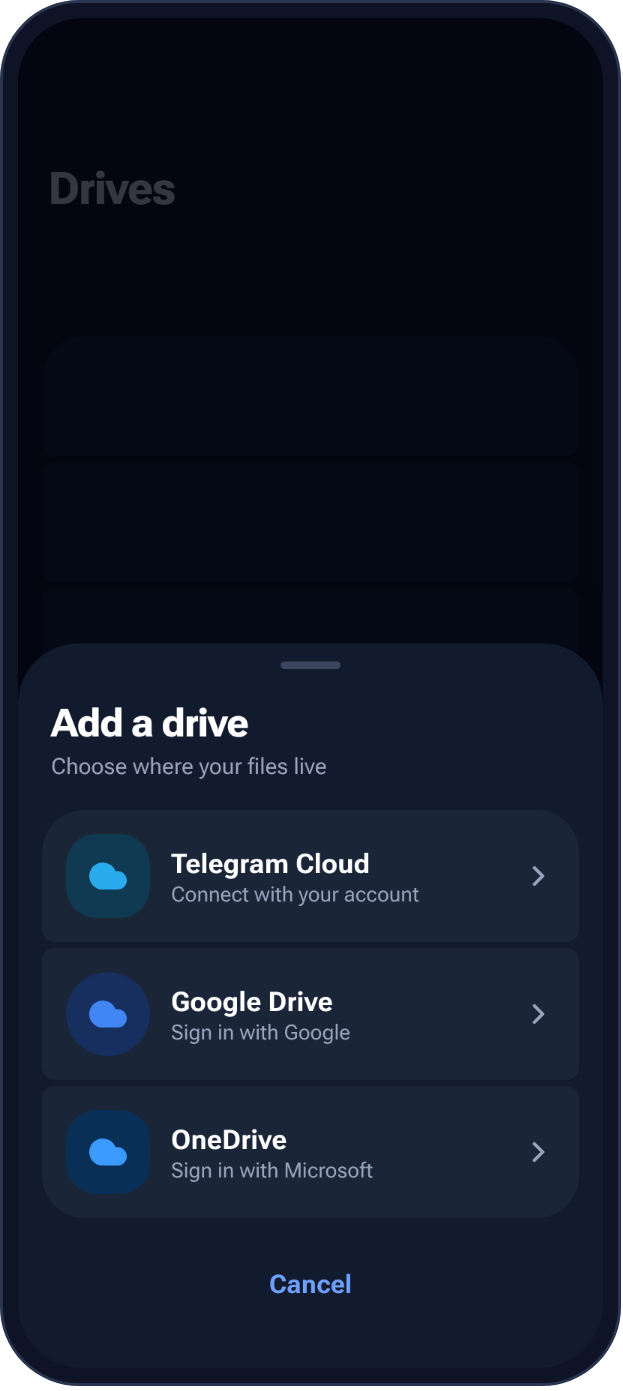 Drives
Add a drive
Choose where your files live
Telegram Cloud
Connect with your account
Google Drive
Sign in with Google
OneDrive
Sign in with Microsoft
Cancel